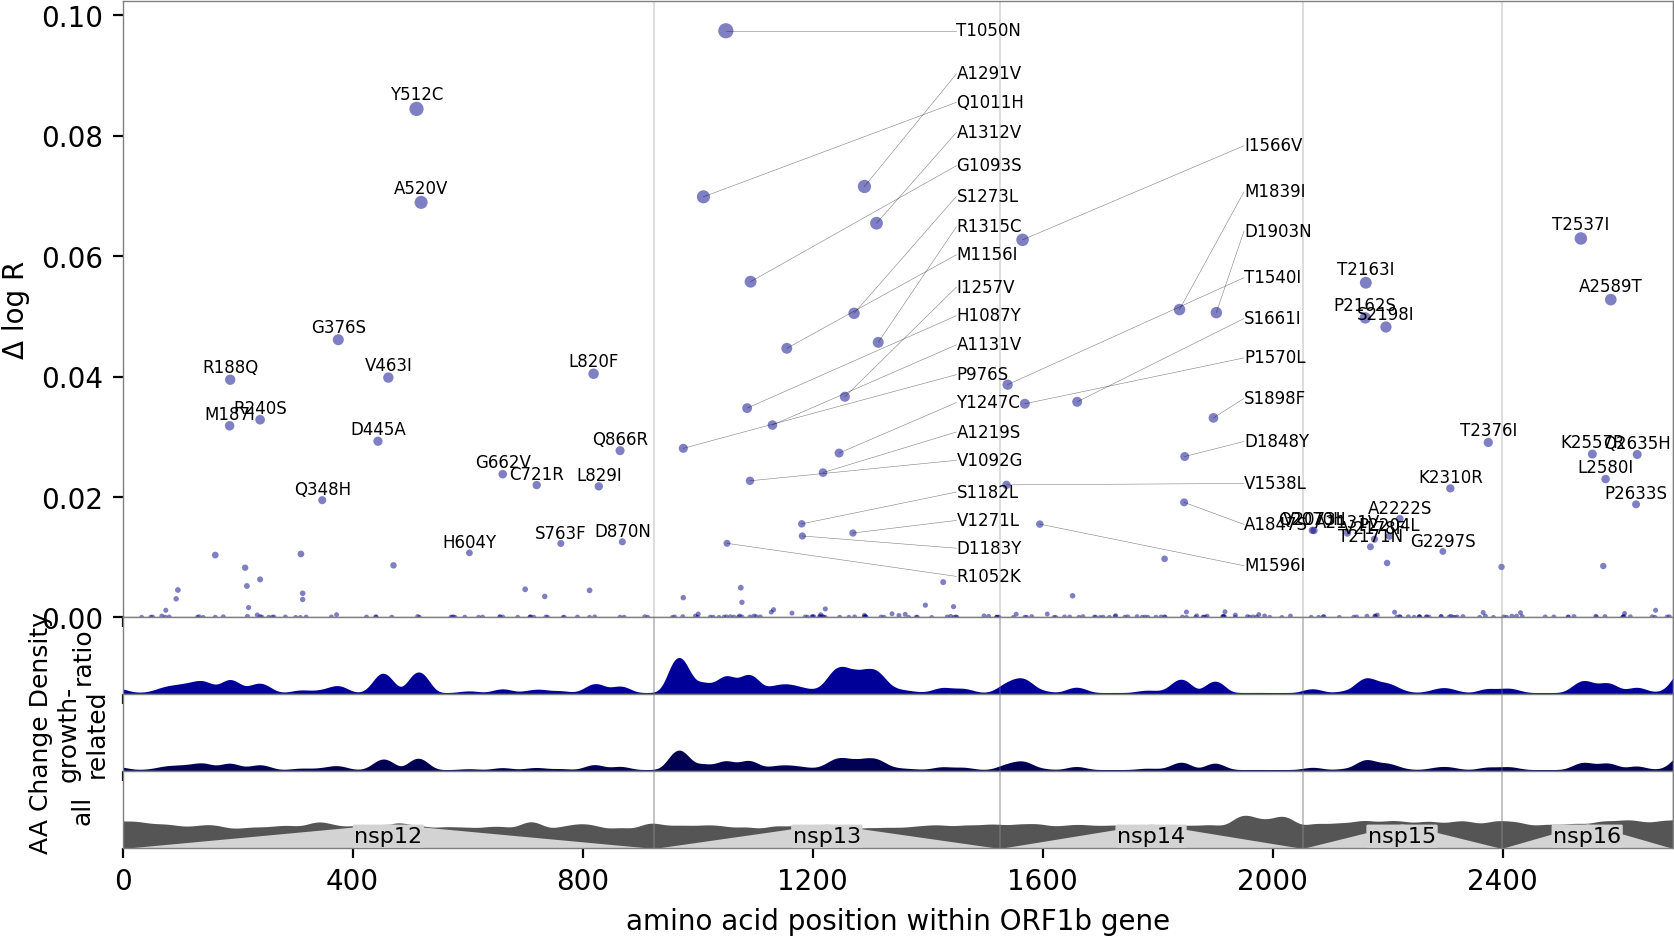 0.10
0.08
0.06
0.04
0.02
0.00
Δ log R
T1050N
A1291V
Q1011H
A1312V
G1093S
S1273L
R1315C
M1156I
I1257V
H1087Y
A1131V
P976S
Y1247C
A1219S
V1092G
S1182L
V1271L
D1183Y
R1052K
I1566V
M1839I
D1903N
T1540I
S1661I
P1570L
S1898F
D1848Y
V1538L
A1847S
M1596I
Y512C
A520V
G376S
R188Q
V463I
L820F
M187I
R240S
D445A
Q866R
G662V
C721R
L829I
Q348H
S763F
D870N
H604Y
T2537I
T2163I
A2589T
P2162S
S2198I
T2376I
K2557R
Q2635H
L2580I
K2310R
P2633S
A2222S
A2131V
P2204L
T2171N
G2297S
AA Change Density
ratio
growth-
related
all
nsp12
nsp13
nsp14
nsp15
nsp16
0
400
800
1200
1600
2000
2400
amino acid position within ORF1b gene